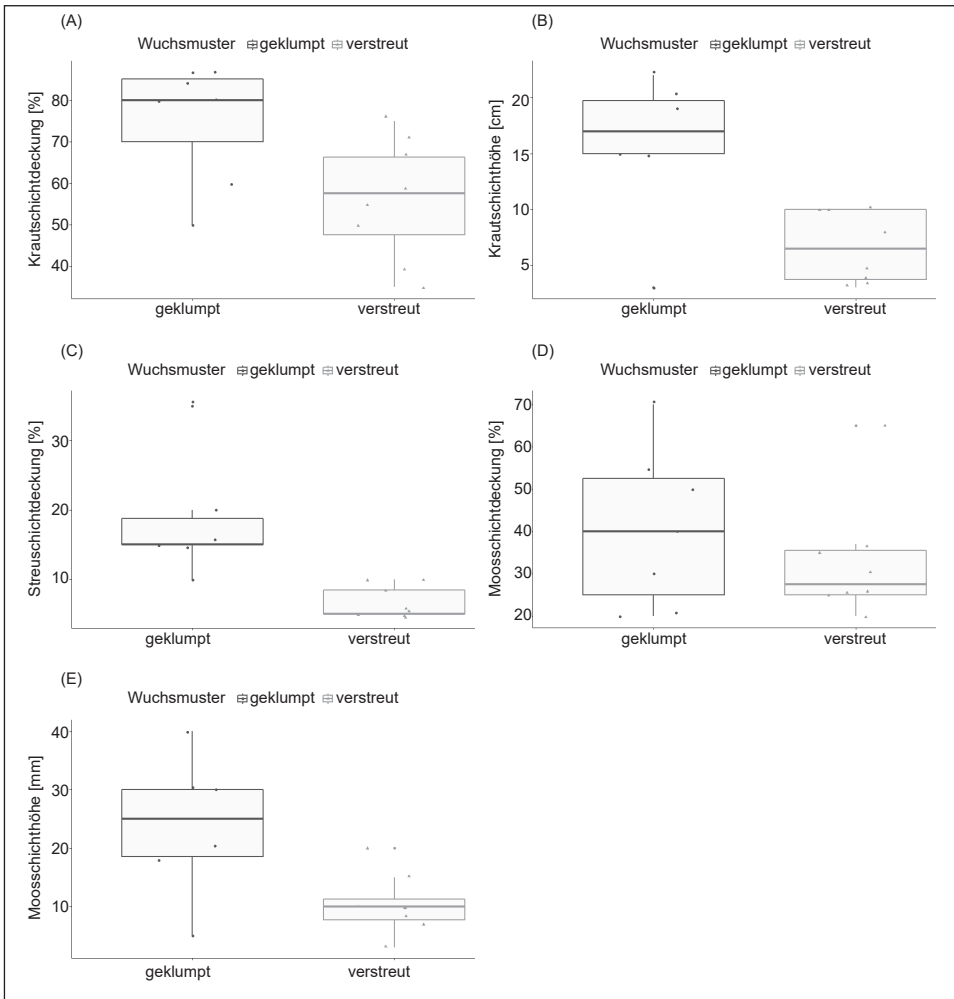 (A)
Wuchsmuster geklumpt verstreut
Krautschichtdeckung [%]
80
70
60
50
40
geklumpt verstreut
(B)
Wuchsmuster geklumpt verstreut
Krautschichthöhe [cm]
20
15
10
5
geklumpt verstreut
(C)
Wuchsmuster geklumpt verstreut
Streuschichtdeckung [%]
30
20
10
geklumpt verstreut
(D)
Wuchsmuster geklumpt verstreut
Moosschichtdeckung [%]
70
60
50
40
30
20
geklumpt verstreut
(E)
Wuchsmuster geklumpt verstreut
Moosschichthöhe [mm]
40
30
20
10
geklumpt verstreut